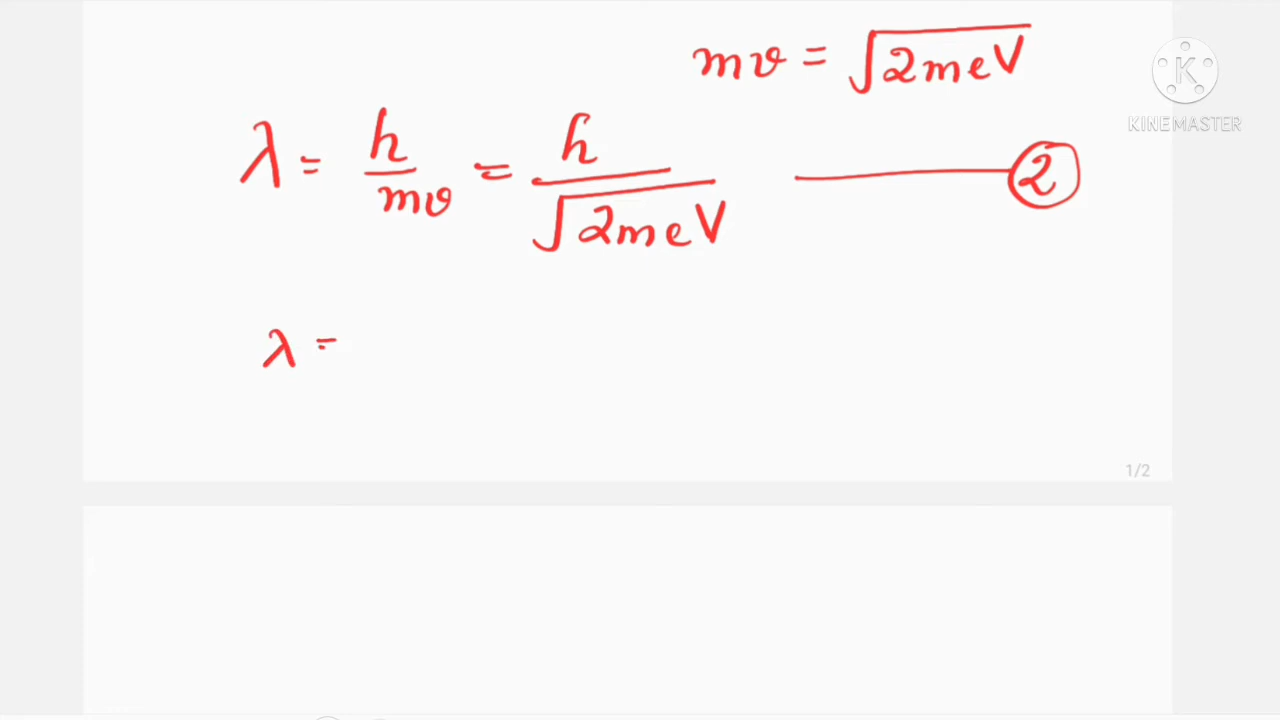 mv = √2meV
K
KINEMASTER
λ = h/mv = h/√2meV ——— 2
λ =
1/2